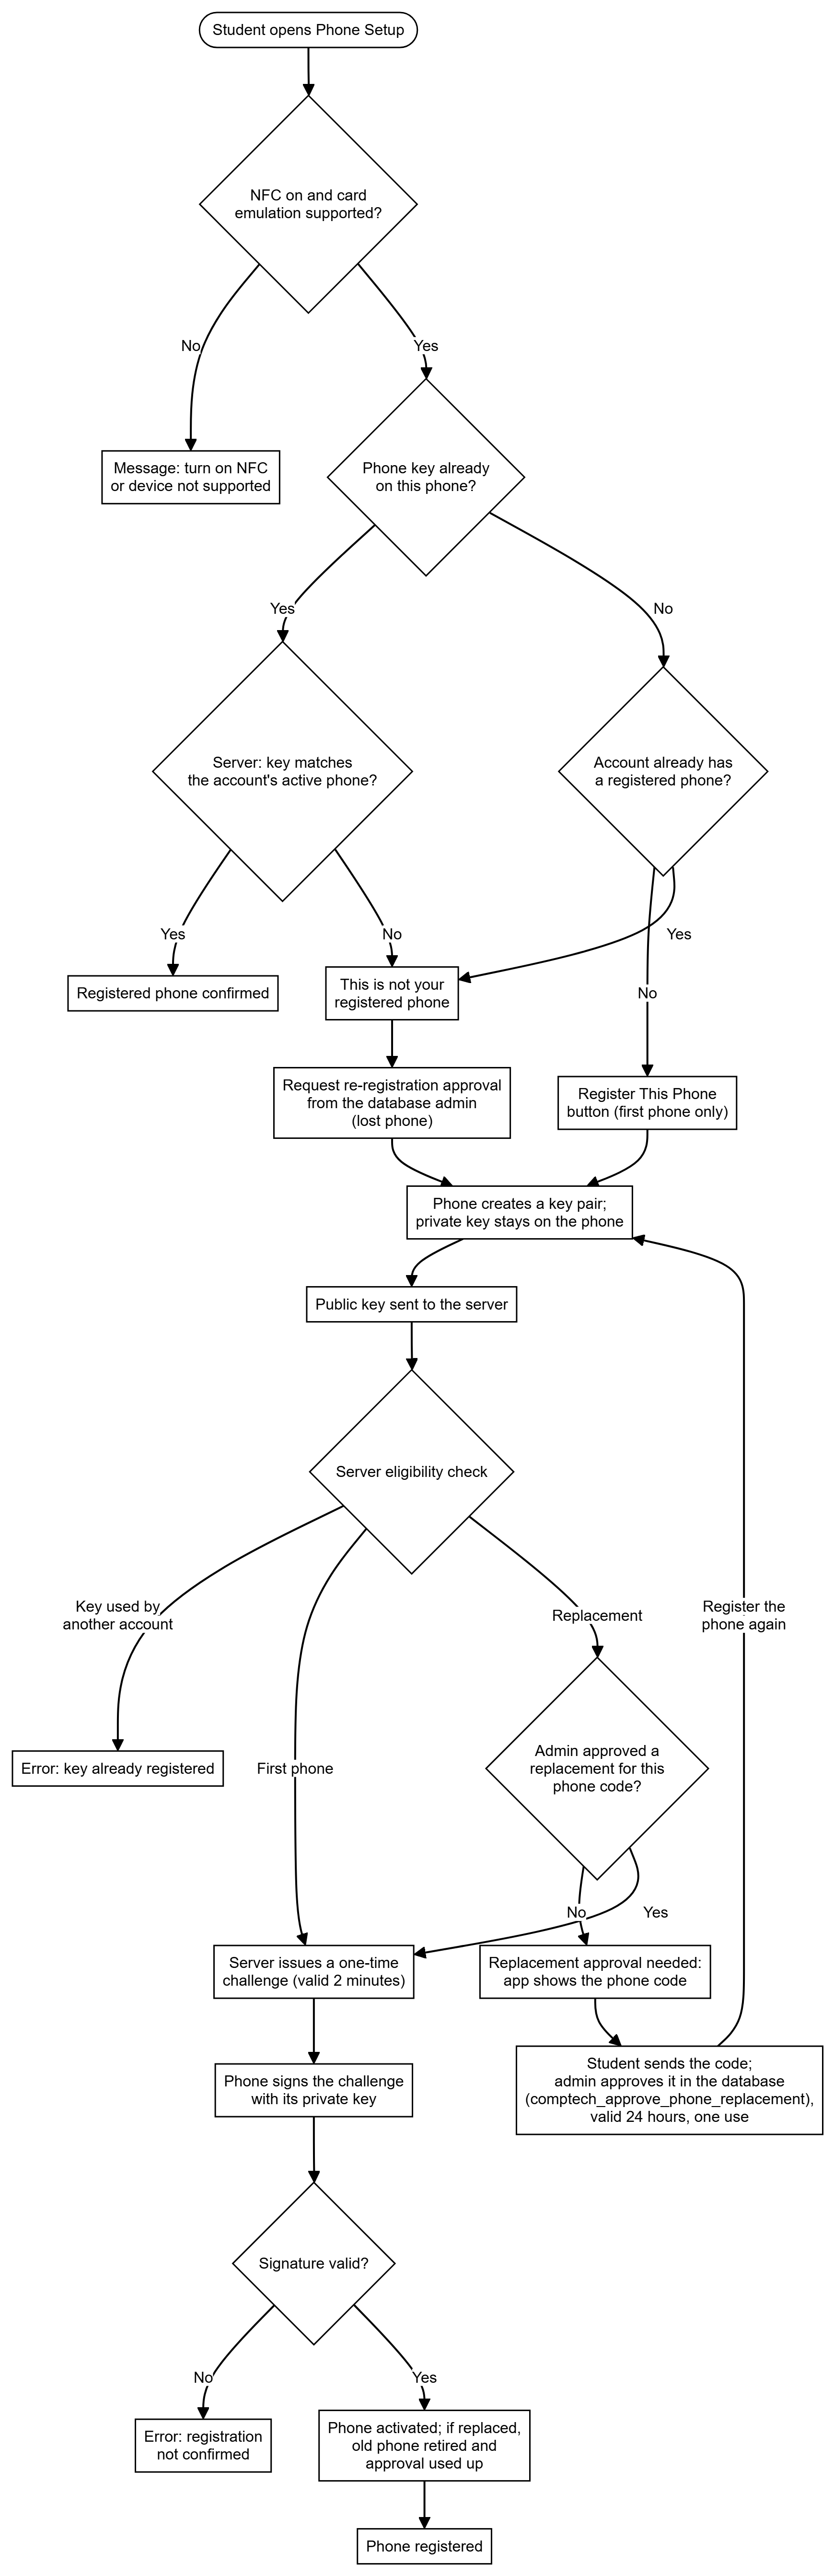 Student opens Phone Setup
NFC on and card
emulation supported?
No
Yes
Message: turn on NFC
or device not supported
Phone key already
on this phone?
Yes
No
Server: key matches
the account's active phone?
Account already has
a registered phone?
Yes
No
Yes
Registered phone confirmed
This is not your
registered phone
No
Request re-registration approval
from the database admin
(lost phone)
Register This Phone
button (first phone only)
Phone creates a key pair;
private key stays on the phone
Public key sent to the server
Server eligibility check
Key used by
another account
Replacement
Register the
phone again
Error: key already registered
First phone
Admin approved a
replacement for this
phone code?
No
Yes
Server issues a one-time
challenge (valid 2 minutes)
Replacement approval needed:
app shows the phone code
Phone signs the challenge
with its private key
Student sends the code;
admin approves it in the database
(comptech_approve_phone_replacement),
valid 24 hours, one use
Signature valid?
No
Yes
Error: registration
not confirmed
Phone activated; if replaced,
old phone retired and
approval used up
Phone registered